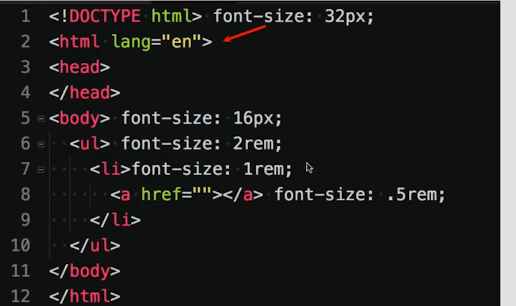 1 <!DOCTYPE html> font-size: 32px;
2 <html lang="en">
3 <head>
4 </head>
5 <body> font-size: 16px;
6 <ul> font-size: 2rem;
7 <li>font-size: 1rem;
8 <a href=""></a> font-size: .5rem;
9 </li>
10 </ul>
11 </body>
12 </html>